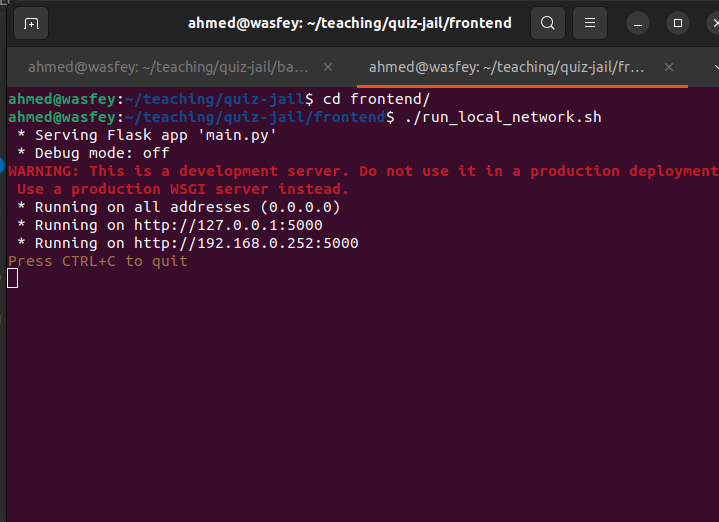 ahmed@wasfey: ~/teaching/quiz-jail/frontend
ahmed@wasfey: ~/teaching/quiz-jail/ba...
ahmed@wasfey: ~/teaching/quiz-jail/fr...
ahmed@wasfey:~/teaching/quiz-jail$ cd frontend/
ahmed@wasfey:~/teaching/quiz-jail/frontend$ ./run_local_network.sh
 * Serving Flask app 'main.py'
 * Debug mode: off
WARNING: This is a development server. Do not use it in a production deployment
 Use a production WSGI server instead.
 * Running on all addresses (0.0.0.0)
 * Running on http://127.0.0.1:5000
 * Running on http://192.168.0.252:5000
Press CTRL+C to quit